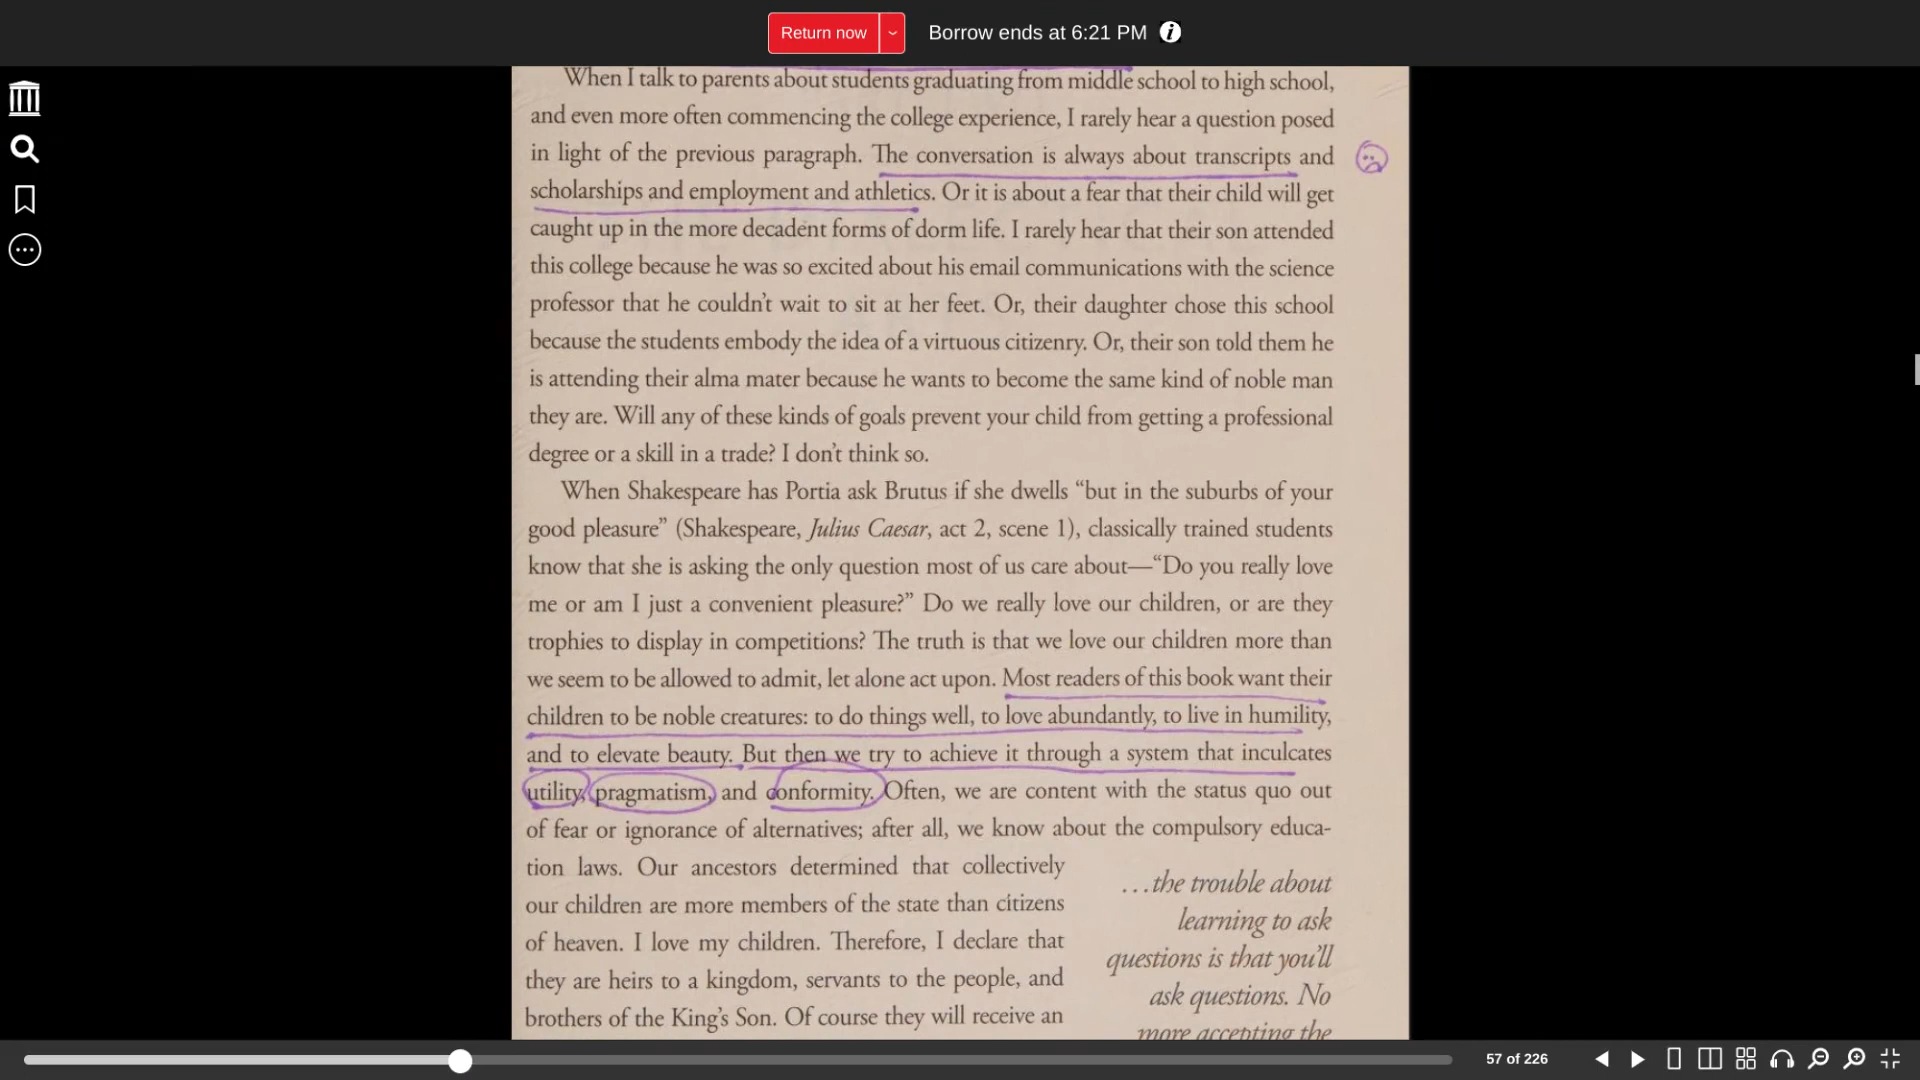 Return now
Borrow ends at 6:21 PM
When I talk to parents about students graduating from middle school to high school,
and even more often commencing the college experience, I rarely hear a question posed
in light of the previous paragraph. The conversation is always about transcripts and
scholarships and employment and athletics. Or it is about a fear that their child will get
caught up in the more decadent forms of dorm life. I rarely hear that their son attended
this college because he was so excited about his email communications with the science
professor that he couldn't wait to sit at her feet. Or, their daughter chose this school
because the students embody the idea of a virtuous citizenry. Or, their son told them he
is attending their alma mater because he wants to become the same kind of noble man
they are. Will any of these kinds of goals prevent your child from getting a professional
degree or a skill in a trade? I don't think so.
When Shakespeare has Portia ask Brutus if she dwells “but in the suburbs of your
good pleasure” (Shakespeare, Julius Caesar, act 2, scene 1), classically trained students
know that she is asking the only question most of us care about—“Do you really love
me or am I just a convenient pleasure?” Do we really love our children, or are they
trophies to display in competitions? The truth is that we love our children more than
we seem to be allowed to admit, let alone act upon. Most readers of this book want their
children to be noble creatures: to do things well, to love abundantly, to live in humility,
and to elevate beauty. But then we try to achieve it through a system that inculcates
utility, pragmatism, and conformity. Often, we are content with the status quo out
of fear or ignorance of alternatives; after all, we know about the compulsory educa-
tion laws. Our ancestors determined that collectively
our children are more members of the state than citizens
of heaven. I love my children. Therefore, I declare that
they are heirs to a kingdom, servants to the people, and
brothers of the King's Son. Of course they will receive an
…the trouble about
learning to ask
questions is that you'll
ask questions. No
more accepting the
57 of 226